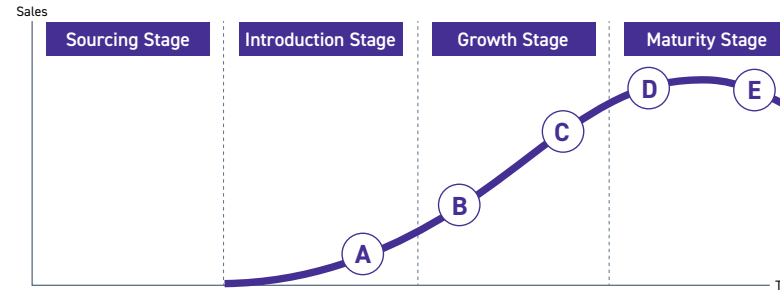 Sales
Sourcing Stage
Introduction Stage
Growth Stage
Maturity Stage
A
B
C
D
E